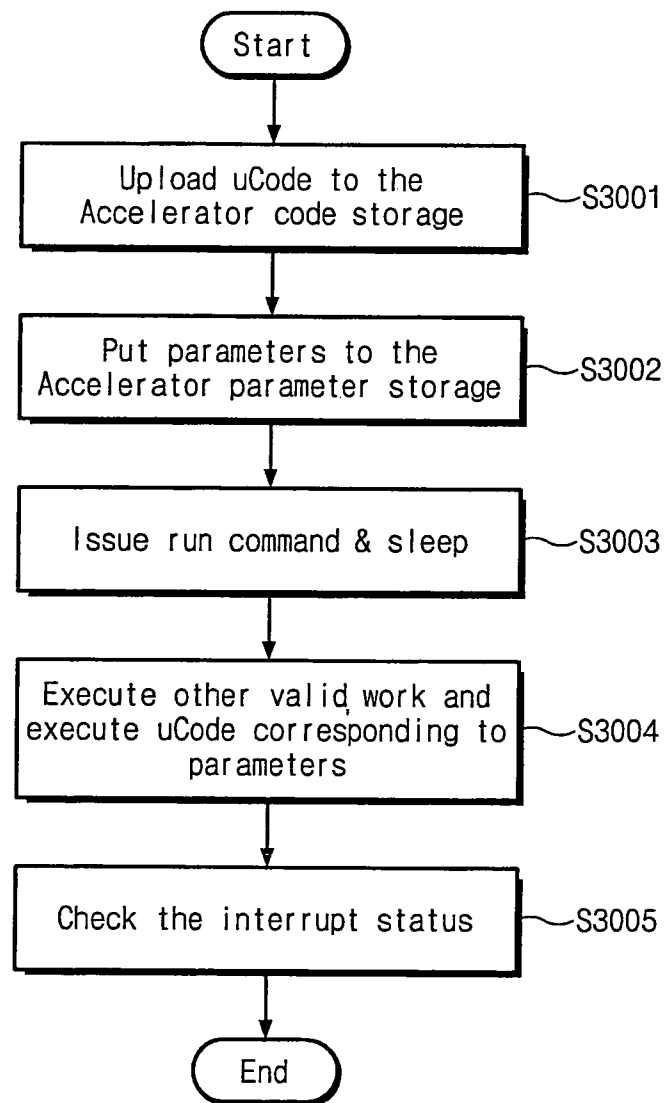 Start
Upload uCode to the
Accelerator code storage
S3001
Put parameters to the
Accelerator parameter storage
S3002
Issue run command & sleep
S3003
Execute other valid work and
execute uCode corresponding to
parameters
S3004
Check the interrupt status
S3005
End